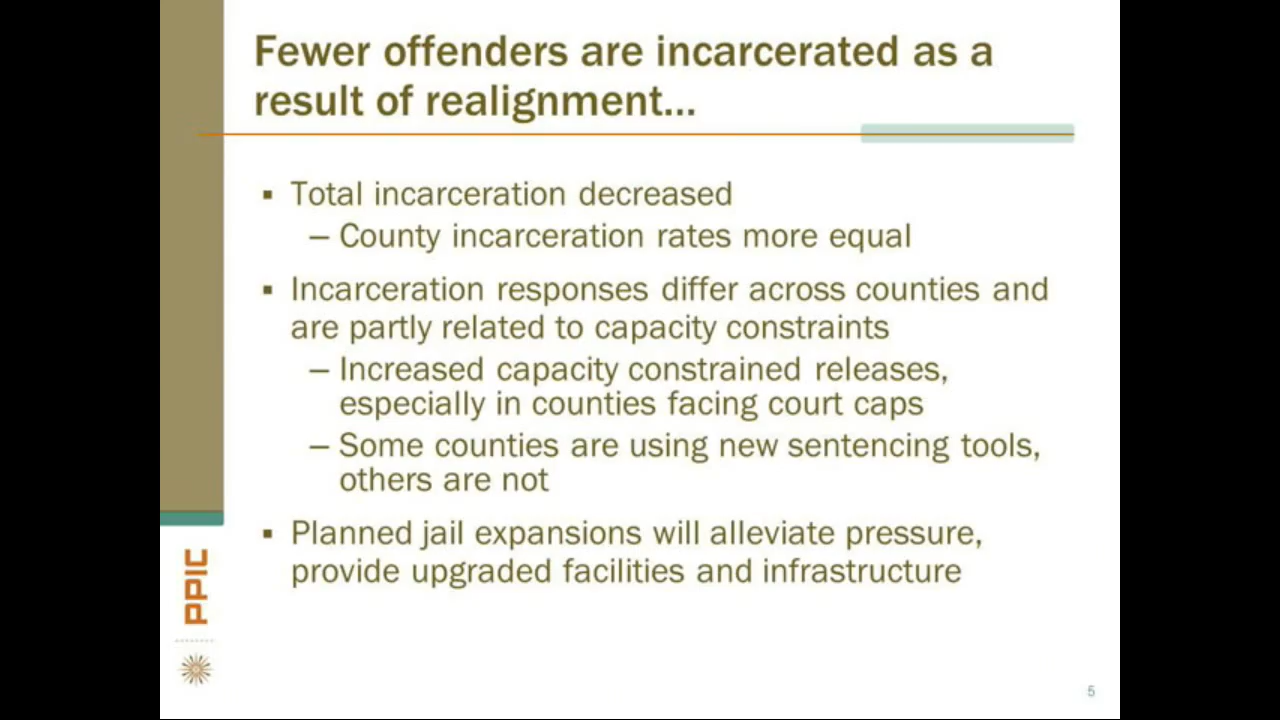 Fewer offenders are incarcerated as a
result of realignment...
▪ Total incarceration decreased
– County incarceration rates more equal
▪ Incarceration responses differ across counties and
are partly related to capacity constraints
– Increased capacity constrained releases,
especially in counties facing court caps
– Some counties are using new sentencing tools,
others are not
▪ Planned jail expansions will alleviate pressure,
provide upgraded facilities and infrastructure
PPIC
5